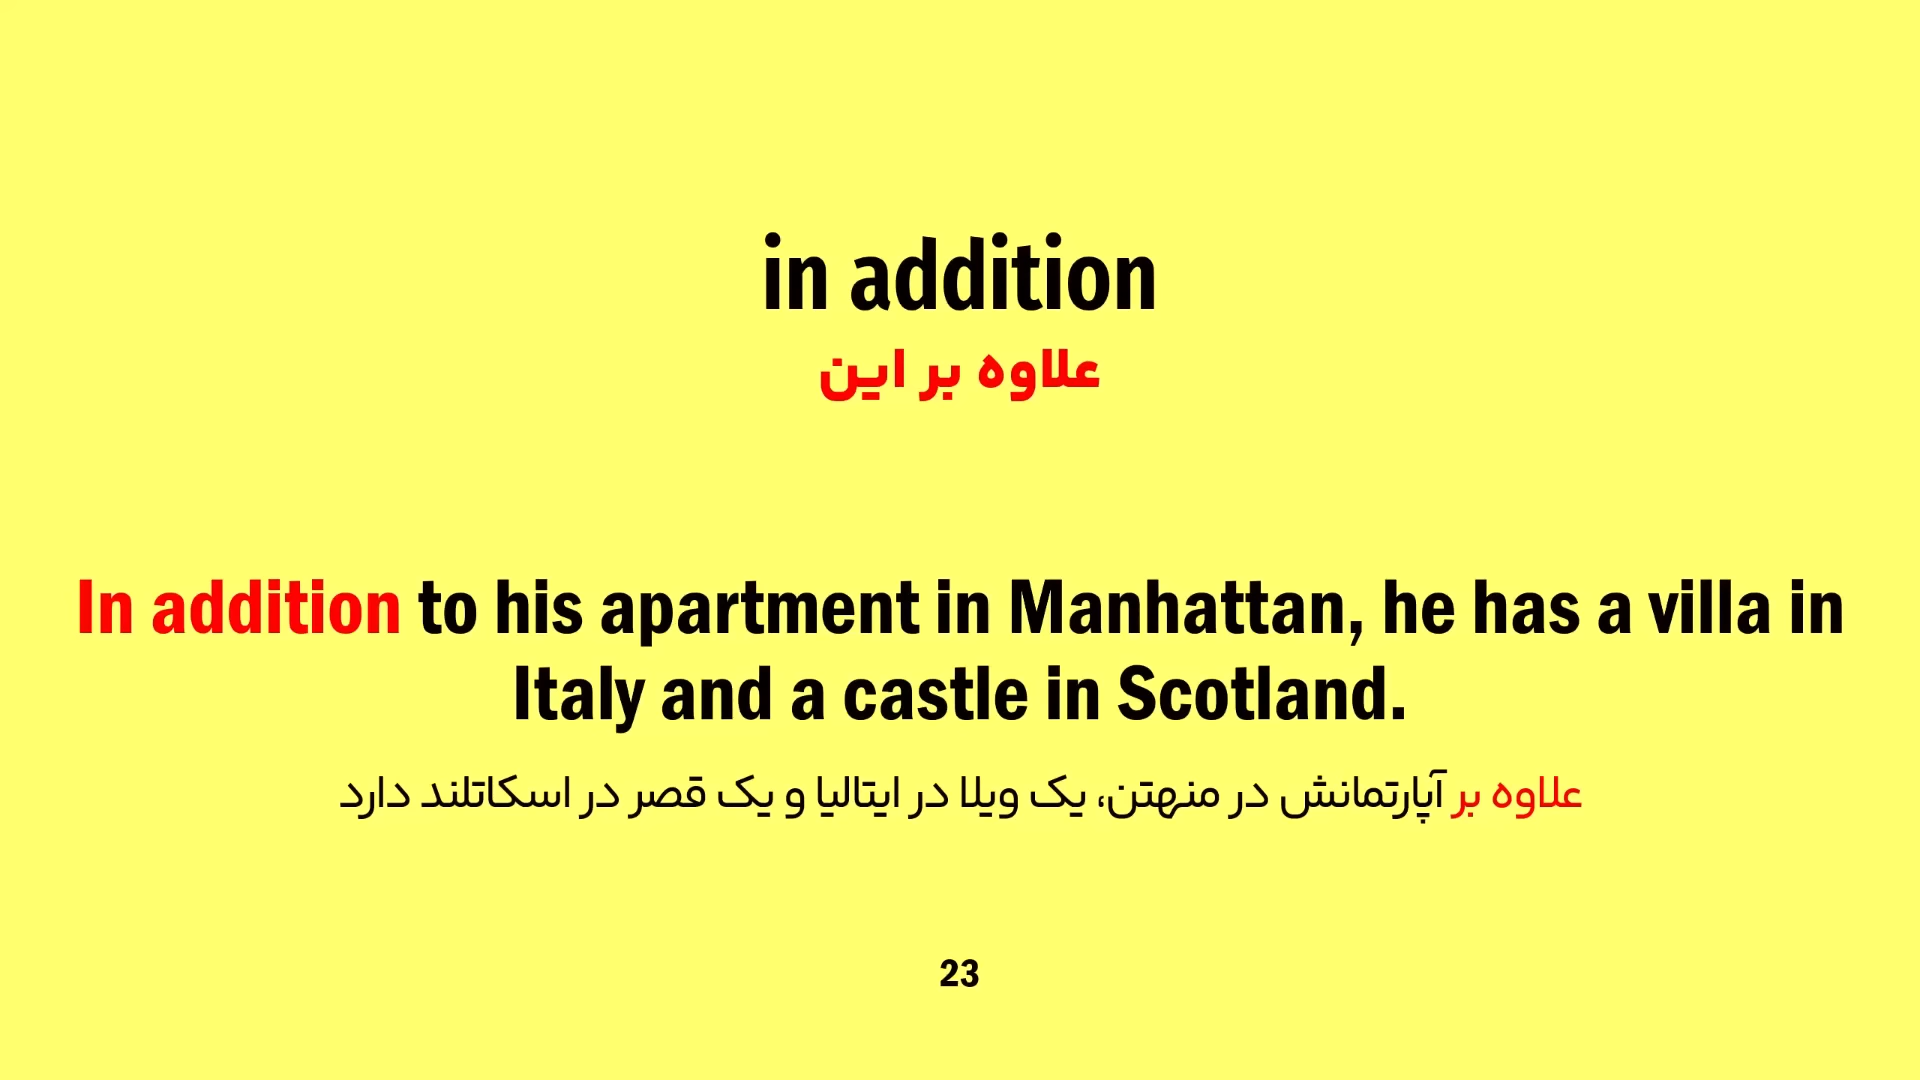 in addition
علاوه بر این
In addition to his apartment in Manhattan, he has a villa in
Italy and a castle in Scotland.
علاوه بر آپارتمانش در منهتن، یک ویلا در ایتالیا و یک قصر در اسکاتلند دارد
23